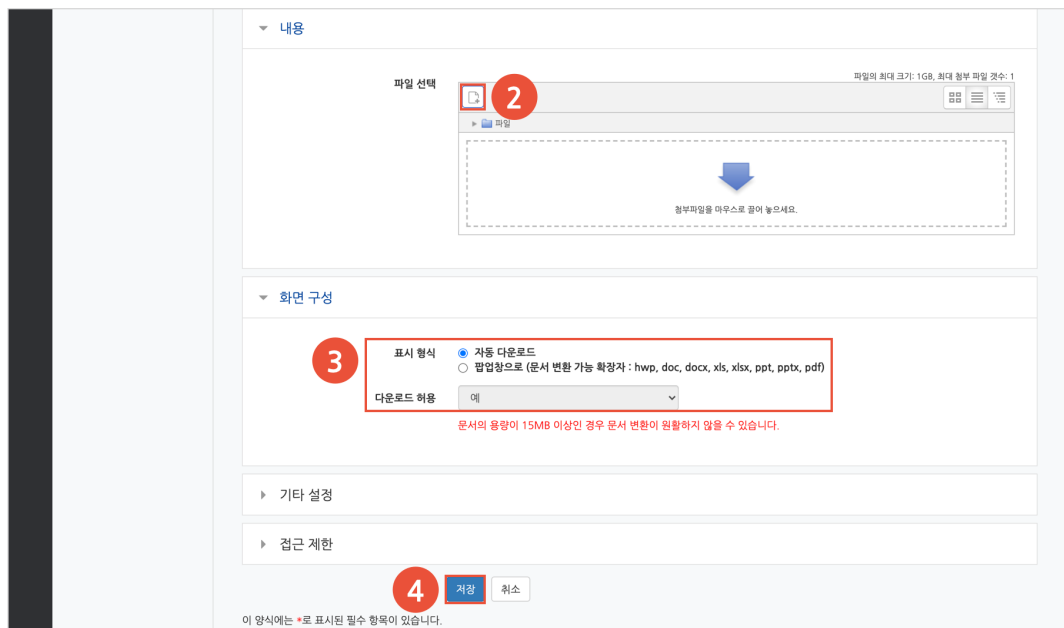 내용
파일의 최대 크기: 1GB, 최대 첨부 파일 갯수: 1
파일 선택
2
파일
첨부파일을 마우스로 끌어 놓으세요.
화면 구성
3
표시 형식
자동 다운로드
팝업창으로 (문서 변환 가능 확장자 : hwp, doc, docx, xls, xlsx, ppt, pptx, pdf)
다운로드 허용
예
문서의 용량이 15MB 이상인 경우 문서 변환이 원활하지 않을 수 있습니다.
기타 설정
접근 제한
4
저장
취소
이 양식에는 *로 표시된 필수 항목이 있습니다.